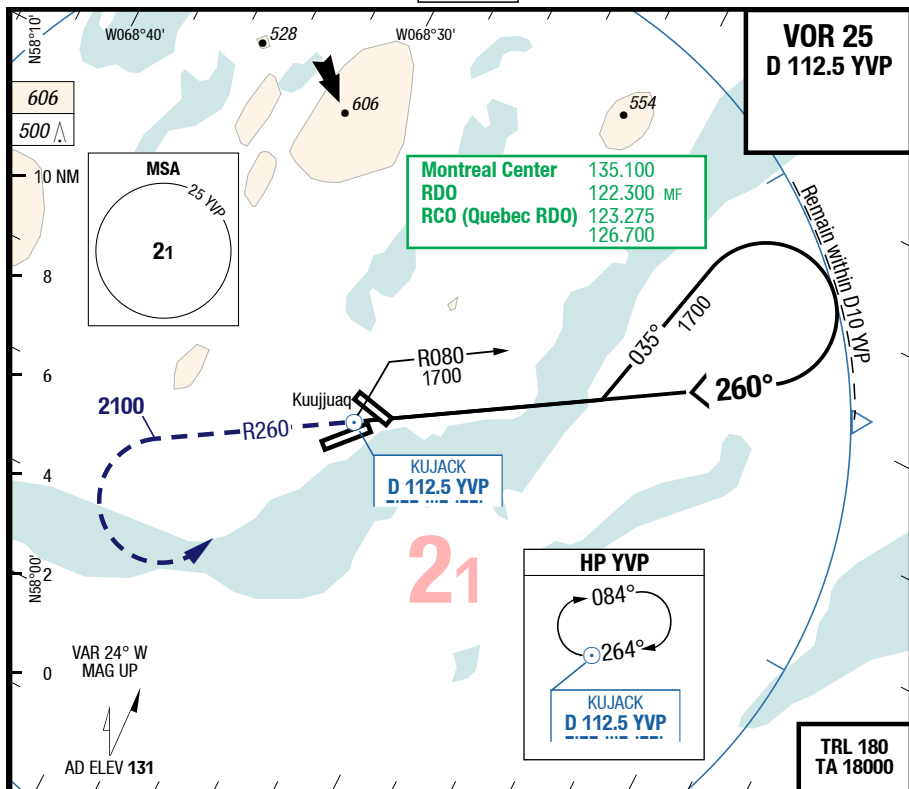 N58°10'
W068°40'
528
W068°30'
VOR 25
D 112.5 YVP
606
500
606
554
10 NM
MSA
25 YVP
21
Montreal Center 135.100
RDO 122.300 MF
RCO (Quebec RDO) 123.275
126.700
Remain within D10 YVP
8
035°
1700
6
R080
1700
260°
Kuujjuaq
2100
R260
4
KUJACK
D 112.5 YVP
21
HP YVP
084°
264°
KUJACK
D 112.5 YVP
2
N58°00'
0
VAR 24° W
MAG UP
AD ELEV 131
TRL 180
TA 18000